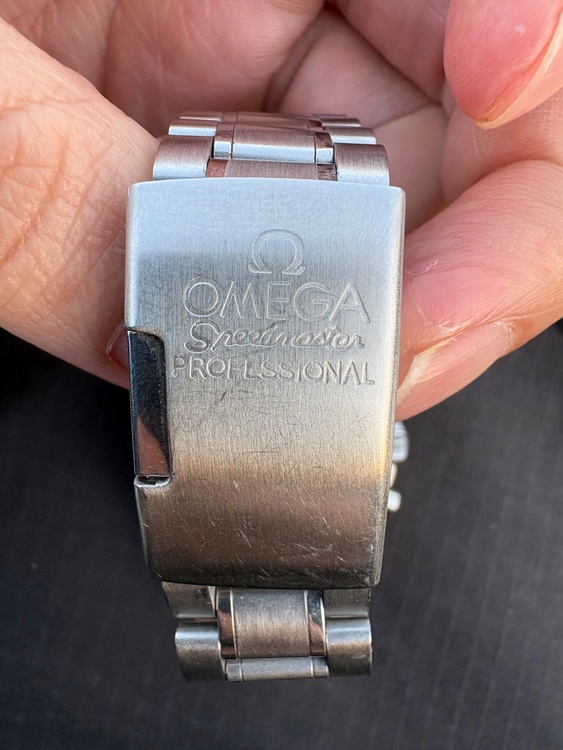 Ω
OMEGA
Speedmaster
PROFESSIONAL